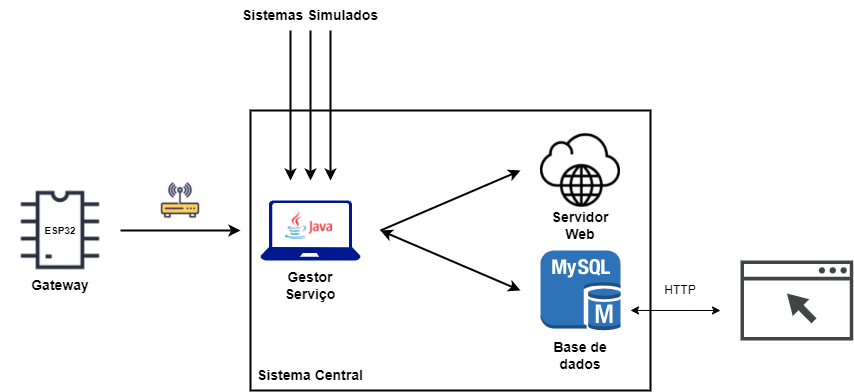 Sistemas Simulados
ESP32
Gateway
Java
Gestor
Serviço
Servidor
Web
MySQL
M
Base de
dados
HTTP
Sistema Central